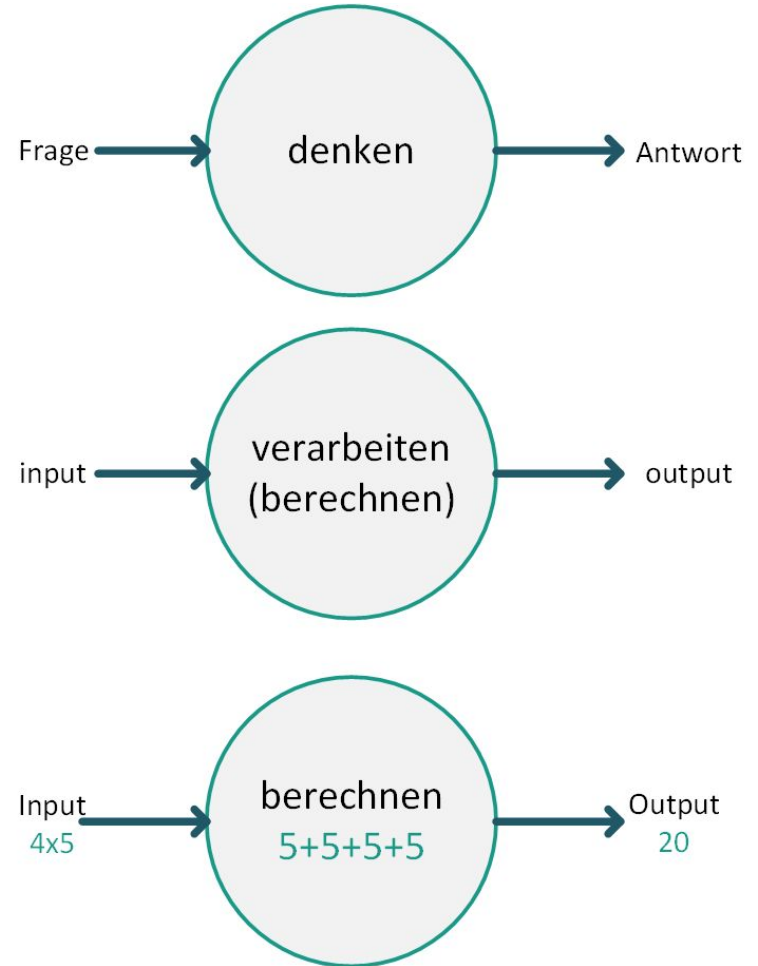 Frage denken Antwort
verarbeiten
input (berechnen) output
Input berechnen Output
4x5 5+5+5+5 20